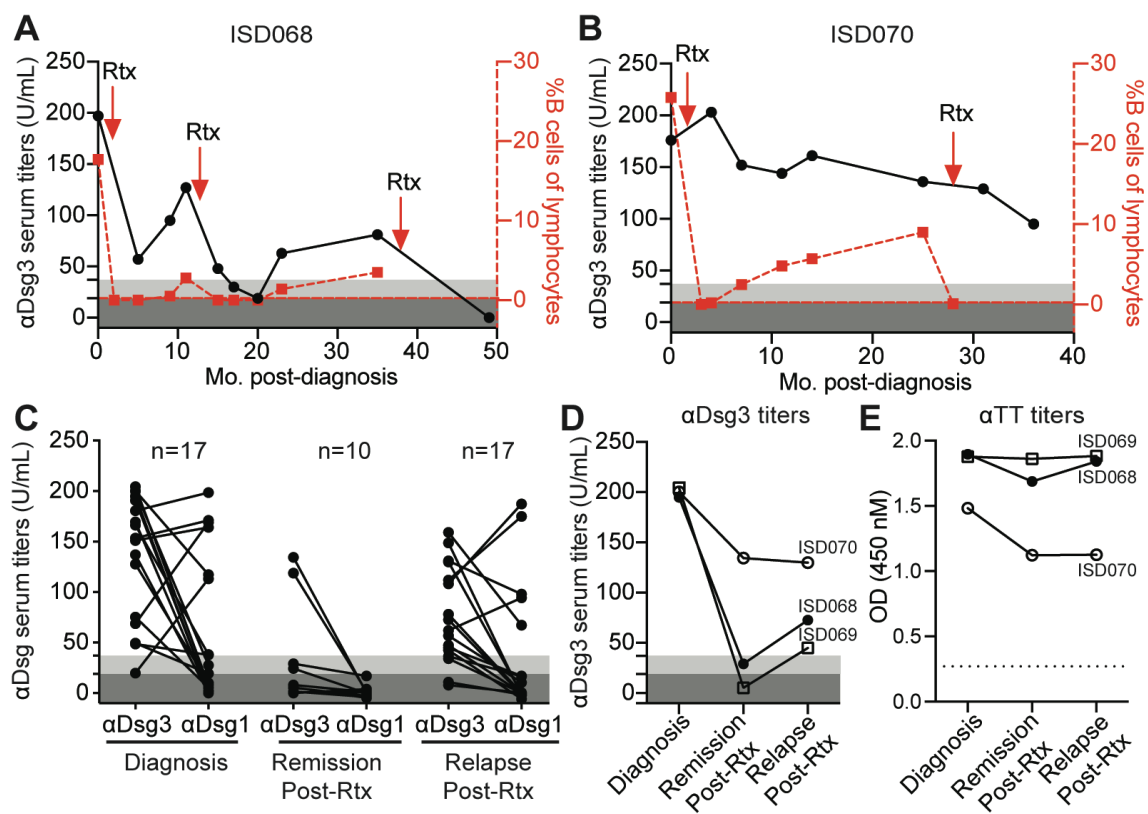 A
ISD068
αDsg3 serum titers (U/mL)
250
200
150
100
50
0
Rtx
Rtx
Rtx
30
20
10
0
%B cells of lymphocytes
0 10 20 30 40 50
Mo. post-diagnosis
B
ISD070
αDsg3 serum titers (U/mL)
250
200
150
100
50
0
Rtx
Rtx
30
20
10
0
%B cells of lymphocytes
0 10 20 30 40
Mo. post-diagnosis
C
αDsg serum titers (U/mL)
250
200
150
100
50
0
n=17 n=10 n=17
αDsg3 αDsg1 αDsg3 αDsg1 αDsg3 αDsg1
Diagnosis
Remission
Post-Rtx
Relapse
Post-Rtx
D
αDsg3 titers
αDsg3 serum titers (U/mL)
250
200
150
100
50
0
ISD070
ISD068
ISD069
Diagnosis
Remission
Post-Rtx
Relapse
Post-Rtx
E
αTT titers
OD (450 nM)
2.0
1.5
1.0
0.5
0.0
ISD069
ISD068
ISD070
Diagnosis
Remission
Post-Rtx
Relapse
Post-Rtx